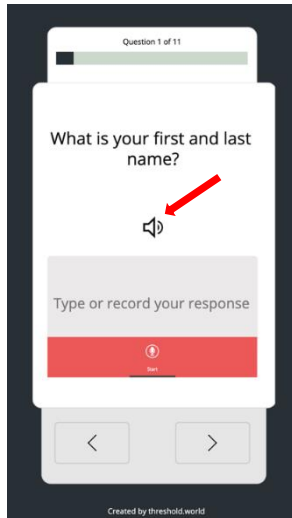 Question 1 of 11
What is your first and last
name?
Type or record your response
Start
Created by threshold.world